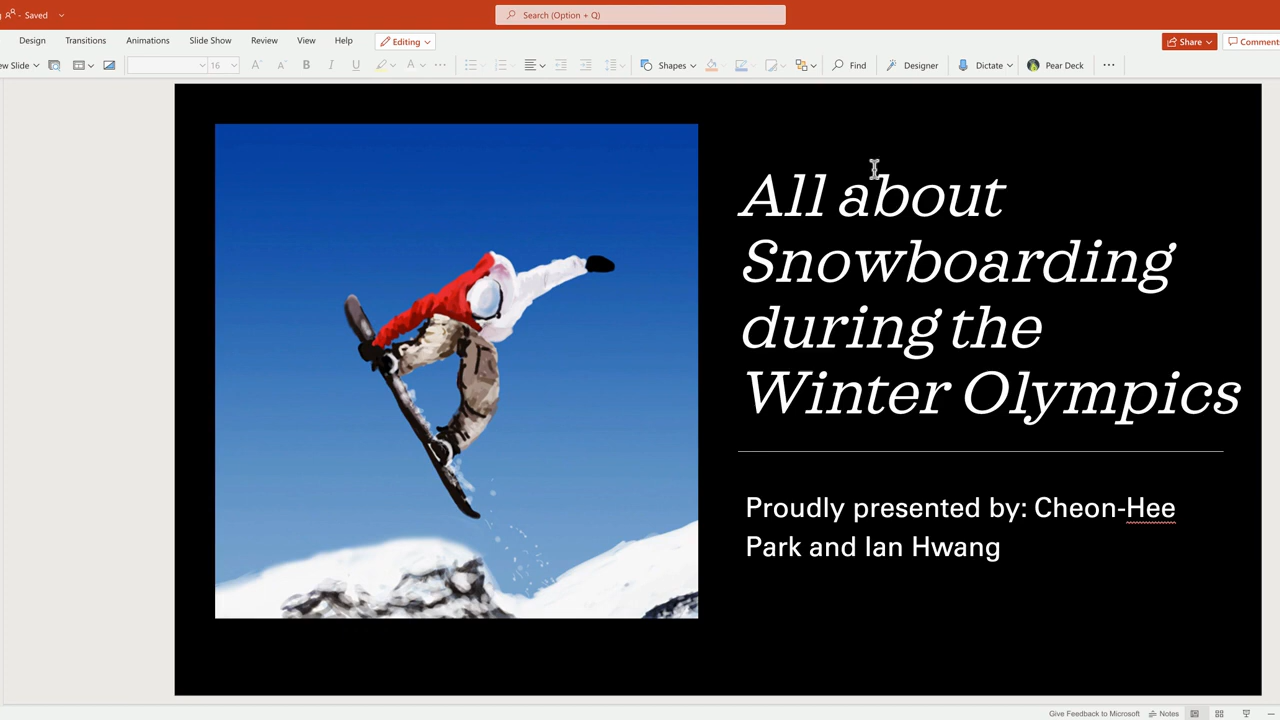 Saved
Search (Option + Q)
Design Transitions Animations Slide Show Review View Help Editing Share
Slide 16 B I U A Shapes Find Designer Dictate Pear Deck
All about
Snowboarding
during the
Winter Olympics
Proudly presented by: Cheon-Hee
Park and Ian Hwang
Give Feedback to Microsoft Notes